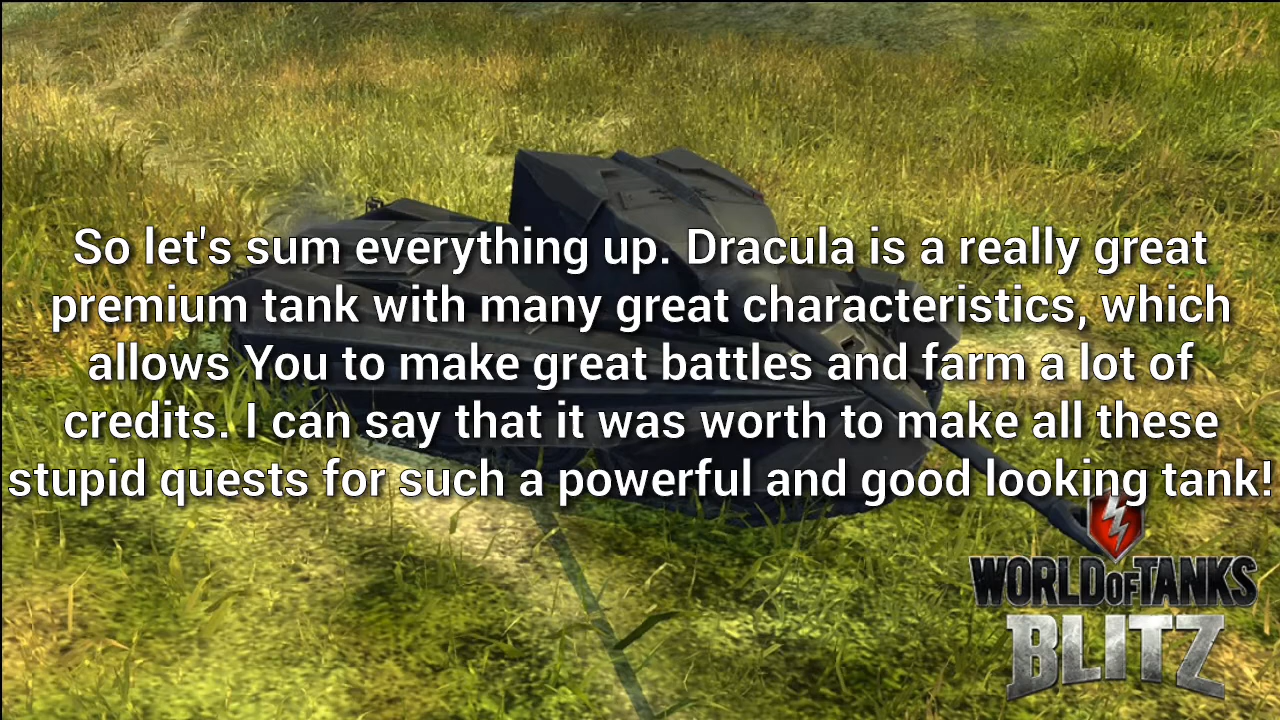 So let's sum everything up. Dracula is a really great
premium tank with many great characteristics, which
allows You to make great battles and farm a lot of
credits. I can say that it was worth to make all these
stupid quests for such a powerful and good looking tank!
WORLD OF TANKS
BLITZ